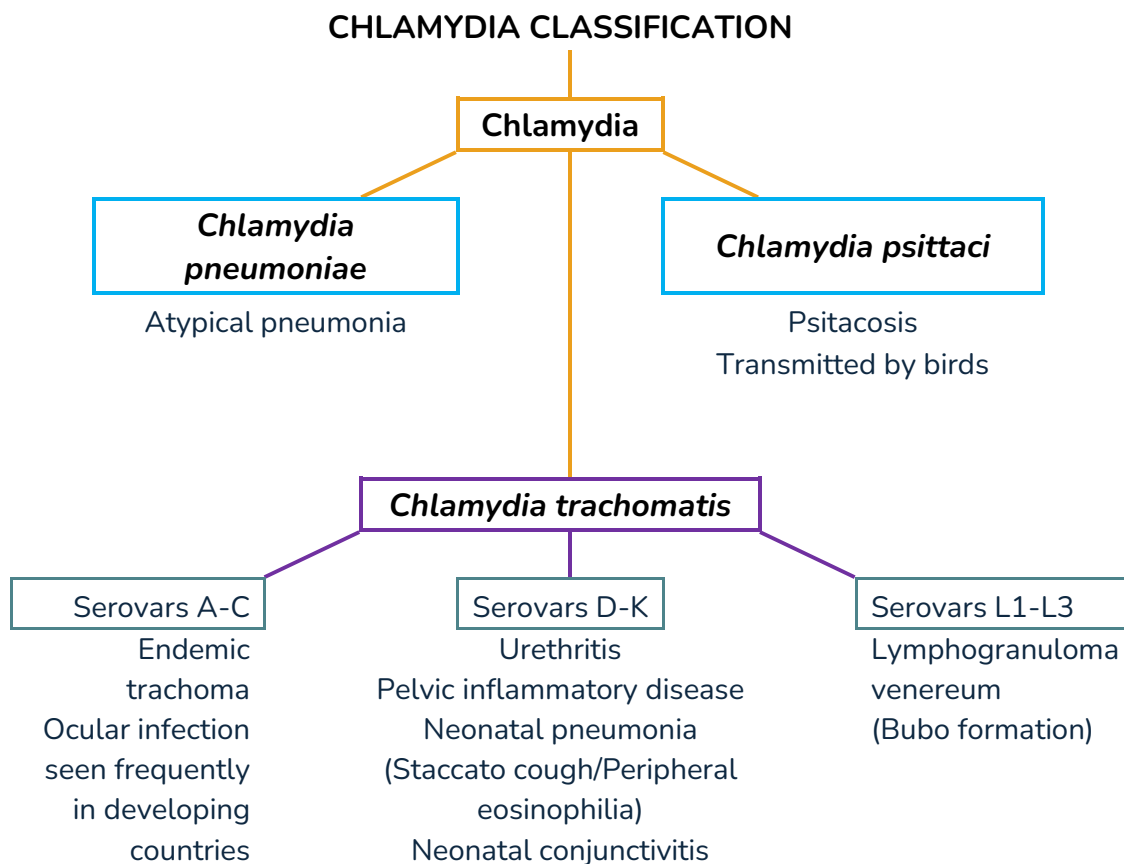 CHLAMYDIA CLASSIFICATION
Chlamydia
Chlamydia
pneumoniae
Atypical pneumonia
Chlamydia psittaci
Psitacosis
Transmitted by birds
Chlamydia trachomatis
Serovars A-C
Endemic
trachoma
Ocular infection
seen frequently
in developing
countries
Serovars D-K
Urethritis
Pelvic inflammatory disease
Neonatal pneumonia
(Staccato cough/Peripheral
eosinophilia)
Neonatal conjunctivitis
Serovars L1-L3
Lymphogranuloma
venereum
(Bubo formation)